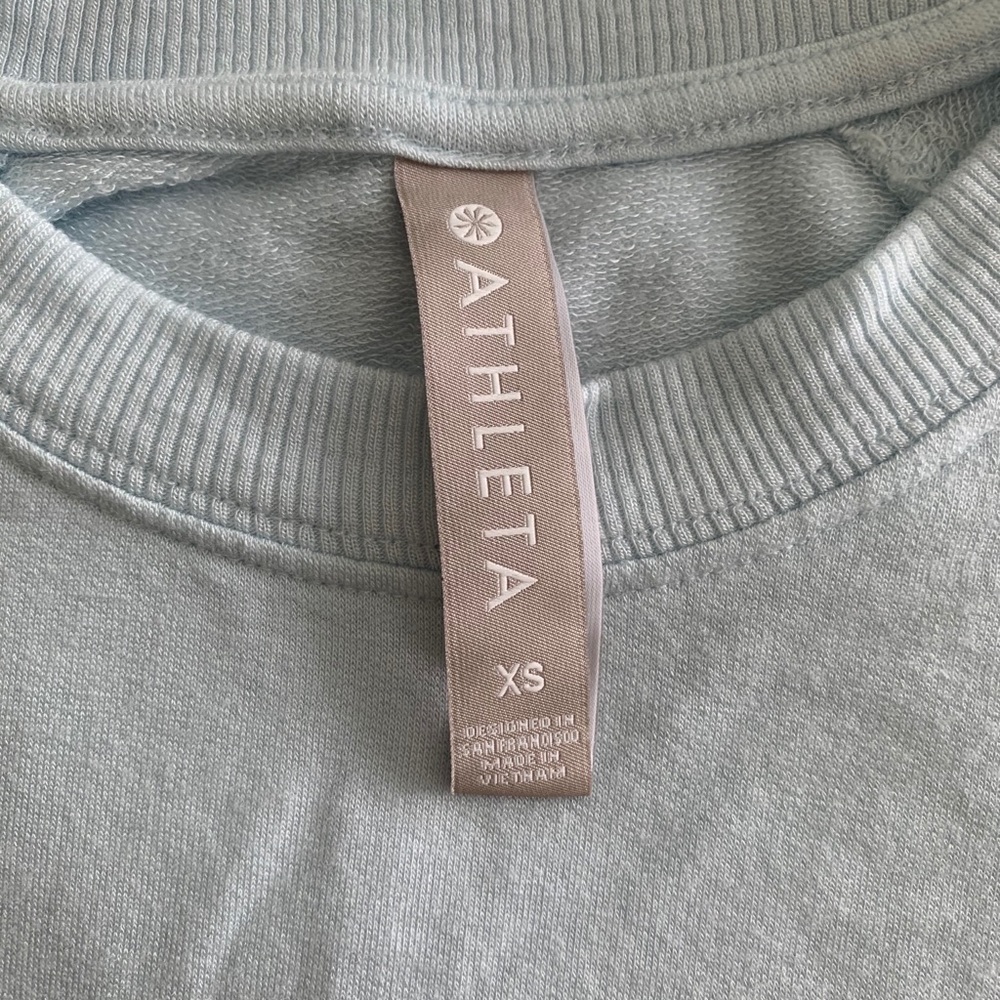 ATHLETA
XS
DESIGNED IN
SAN FRANCISCO
MADE IN
VIETNAM